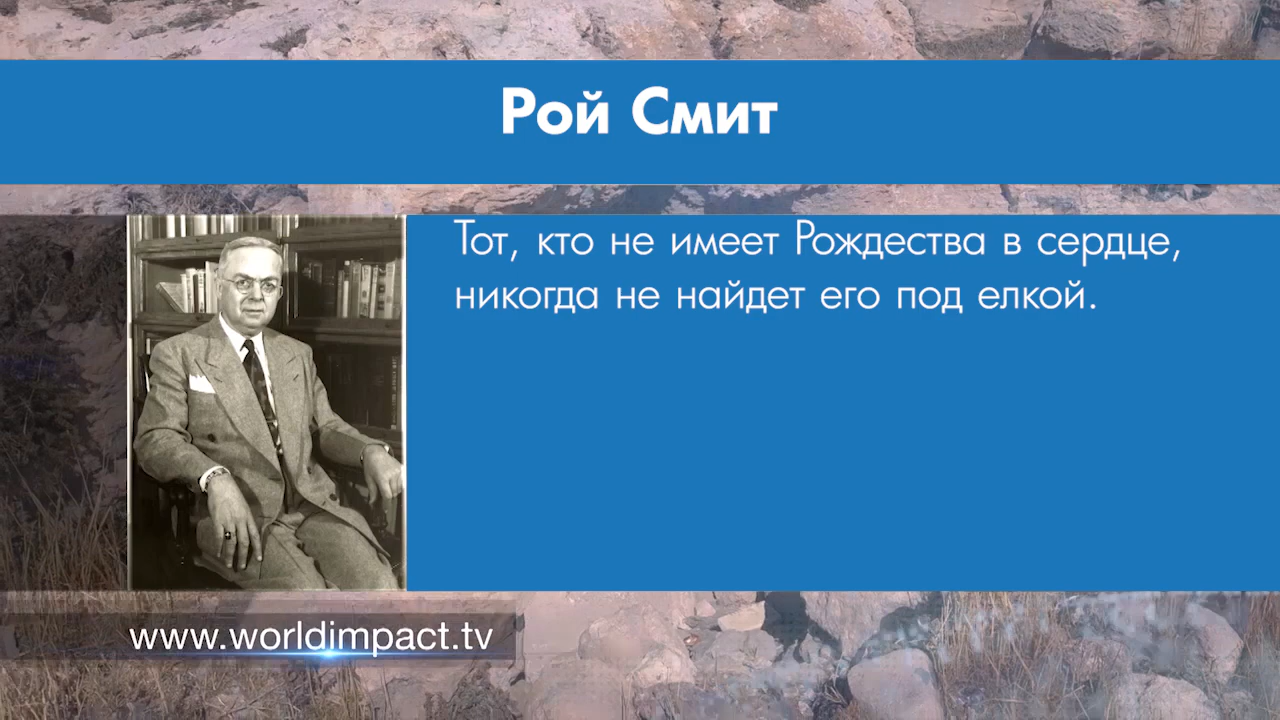 Рой Смит
Тот, кто не имеет Рождества в сердце,
никогда не найдет его под елкой.
www.worldimpact.tv